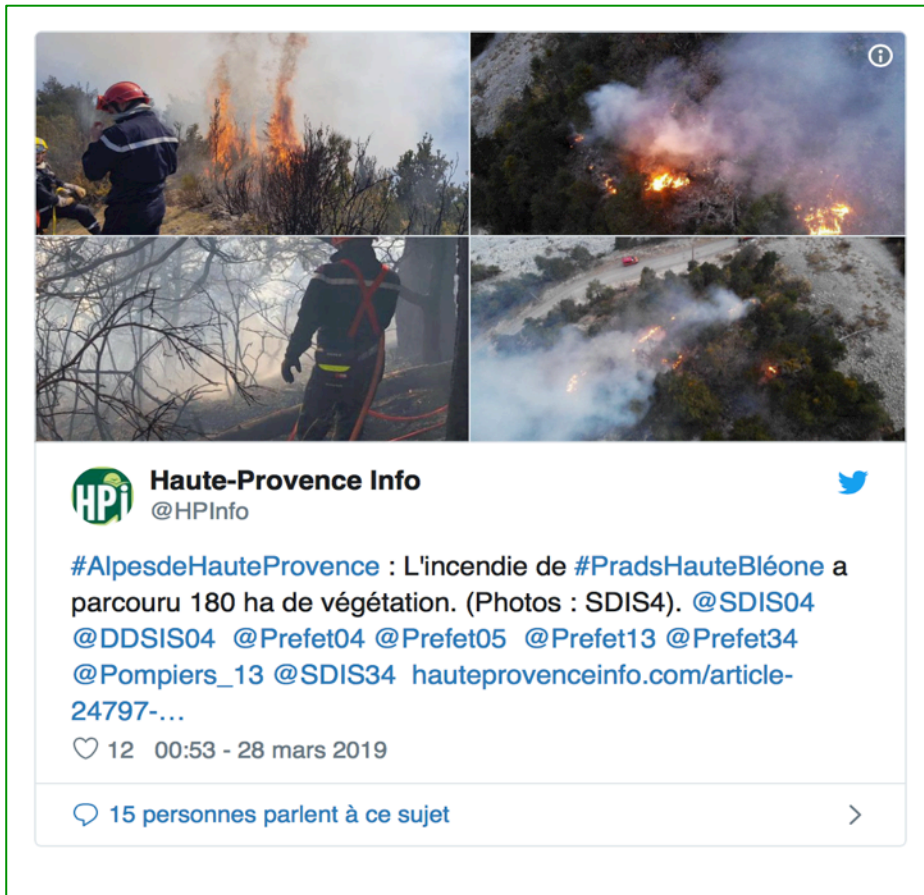 HPi
Haute-Provence Info
@HPInfo
#AlpesdeHauteProvence : L'incendie de #PradsHauteBléone a
parcouru 180 ha de végétation. (Photos : SDIS4). @SDIS04
@DDSIS04 @Prefet04 @Prefet05 @Prefet13 @Prefet34
@Pompiers_13 @SDIS34 hauteprovenceinfo.com/article-
24797-…
12 00:53 - 28 mars 2019
15 personnes parlent à ce sujet